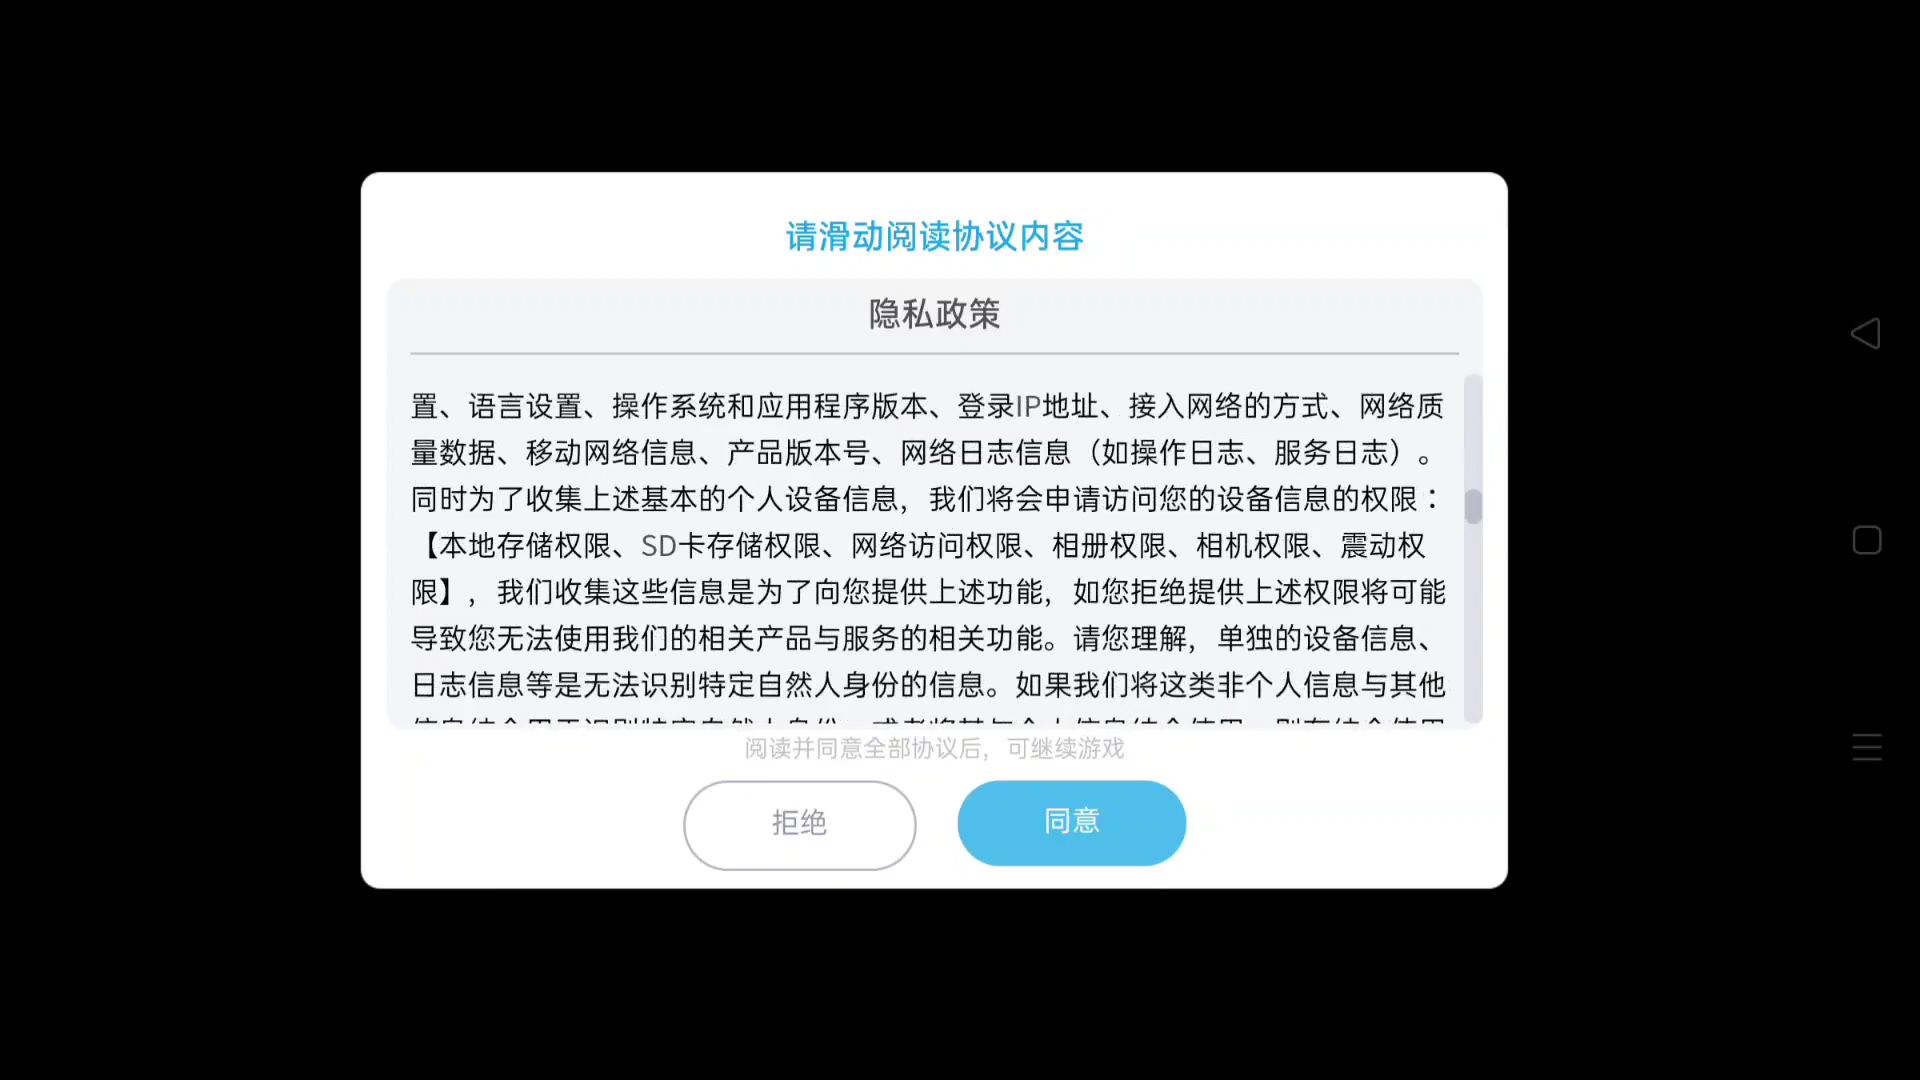 请滑动阅读协议内容
隐私政策
置、语言设置、操作系统和应用程序版本、登录IP地址、接入网络的方式、网络质
量数据、移动网络信息、产品版本号、网络日志信息（如操作日志、服务日志）。
同时为了收集上述基本的个人设备信息，我们将会申请访问您的设备信息的权限：
【本地存储权限、SD卡存储权限、网络访问权限、相册权限、相机权限、震动权
限】，我们收集这些信息是为了向您提供上述功能，如您拒绝提供上述权限将可能
导致您无法使用我们的相关产品与服务的相关功能。请您理解，单独的设备信息、
日志信息等是无法识别特定自然人身份的信息。如果我们将这类非个人信息与其他
阅读并同意全部协议后，可继续游戏
拒绝
同意